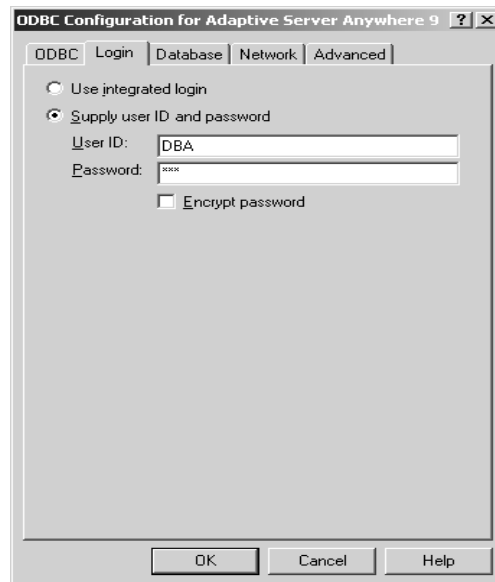 ODBC Configuration for Adaptive Server Anywhere 9 ? X
ODBC Login Database Network Advanced
Use integrated login
Supply user ID and password
User ID: DBA
Password: ***
Encrypt password
OK Cancel Help